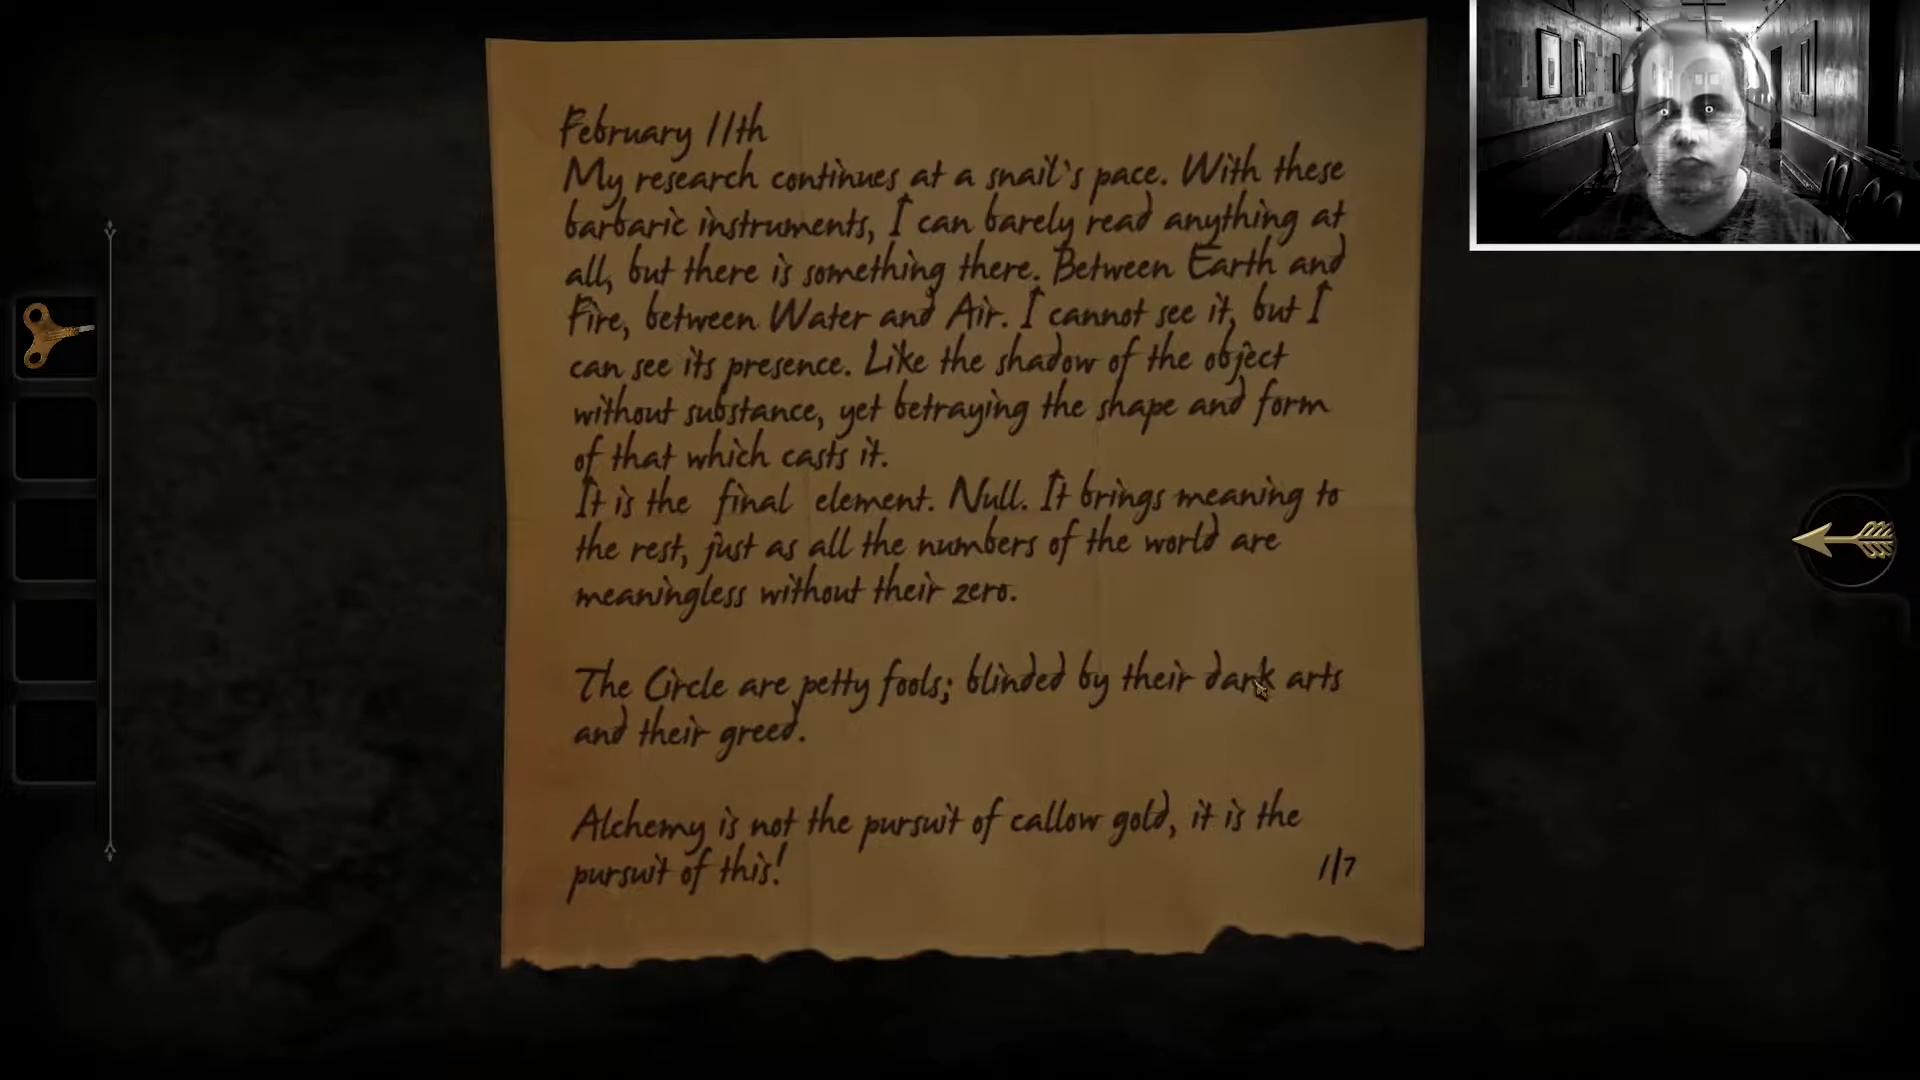 February 11th
My research continues at a snail's pace. With these
barbaric instruments, I can barely read anything at
all, but there is something there. Between Earth and
Fire, between Water and Air. I cannot see it, but I
can see its presence. Like the shadow of the object
without substance, yet betraying the shape and form
of that which casts it.
It is the final element. Null. It brings meaning to
the rest, just as all the numbers of the world are
meaningless without their zero.
The Circle are petty fools; blinded by their dark arts
and their greed.
Alchemy is not the pursuit of callow gold, it is the
pursuit of this!
1/7